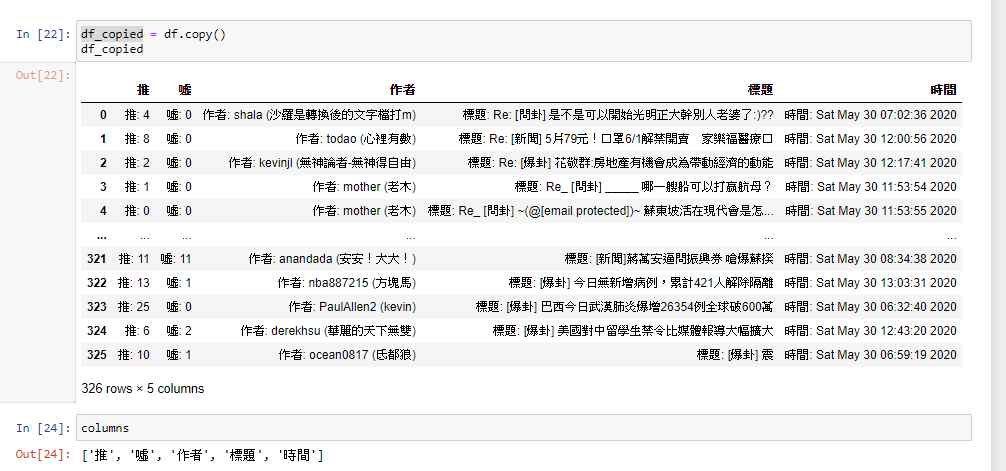 In [22]: df_copied = df.copy()
df_copied
Out[22]:
推 噓 作者 標題 時間
0 推: 4 噓: 0 作者: shala (沙羅是轉換後的文字檔打m) 標題: Re: [問卦] 是不是可以開始光明正大幹別人老婆了:)?? 時間: Sat May 30 07:02:36 2020
1 推: 8 噓: 0 作者: todao (心裡有數) 標題: Re: [新聞] 5片79元！口罩6/1解禁開賣　家樂福醫療口 時間: Sat May 30 12:00:56 2020
2 推: 2 噓: 0 作者: kevinjl (無神論者-無神得自由) 標題: Re: [爆卦] 花敬群:房地產有機會成為帶動經濟的動能 時間: Sat May 30 12:17:41 2020
3 推: 1 噓: 0 作者: mother (老木) 標題: Re_ [問卦] ______ 哪一艘船可以打贏航母？ 時間: Sat May 30 11:53:54 2020
4 推: 0 噓: 0 作者: mother (老木) 標題: Re_ [問卦] ~(@[email protected])~ 蘇東坡活在現代會是怎... 時間: Sat May 30 11:53:55 2020
... ... ... ... ... ...
321 推: 11 噓: 11 作者: anandada (安安！大大！) 標題: [新聞]蔣萬安逼問振興券 嗆爆蘇揆 時間: Sat May 30 08:34:38 2020
322 推: 13 噓: 1 作者: nba887215 (方塊馬) 標題: [爆卦] 今日無新增病例，累計421人解除隔離 時間: Sat May 30 13:03:31 2020
323 推: 25 噓: 0 作者: PaulAllen2 (kevin) 標題: [爆卦] 巴西今日武漢肺炎爆增26354例全球破600萬 時間: Sat May 30 06:32:40 2020
324 推: 6 噓: 2 作者: derekhsu (華麗的天下無雙) 標題: [爆卦] 美國對中留學生禁令比媒體報導大幅擴大 時間: Sat May 30 12:43:20 2020
325 推: 10 噓: 1 作者: ocean0817 (氐都狼) 標題: [爆卦] 震 時間: Sat May 30 06:59:19 2020
326 rows × 5 columns
In [24]: columns
Out[24]: ['推', '噓', '作者', '標題', '時間']